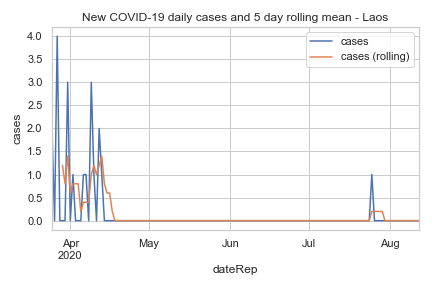 New COVID-19 daily cases and 5 day rolling mean - Laos
cases
cases (rolling)
cases
4.0
3.5
3.0
2.5
2.0
1.5
1.0
0.5
0.0
Apr
2020
May
Jun
Jul
Aug
dateRep